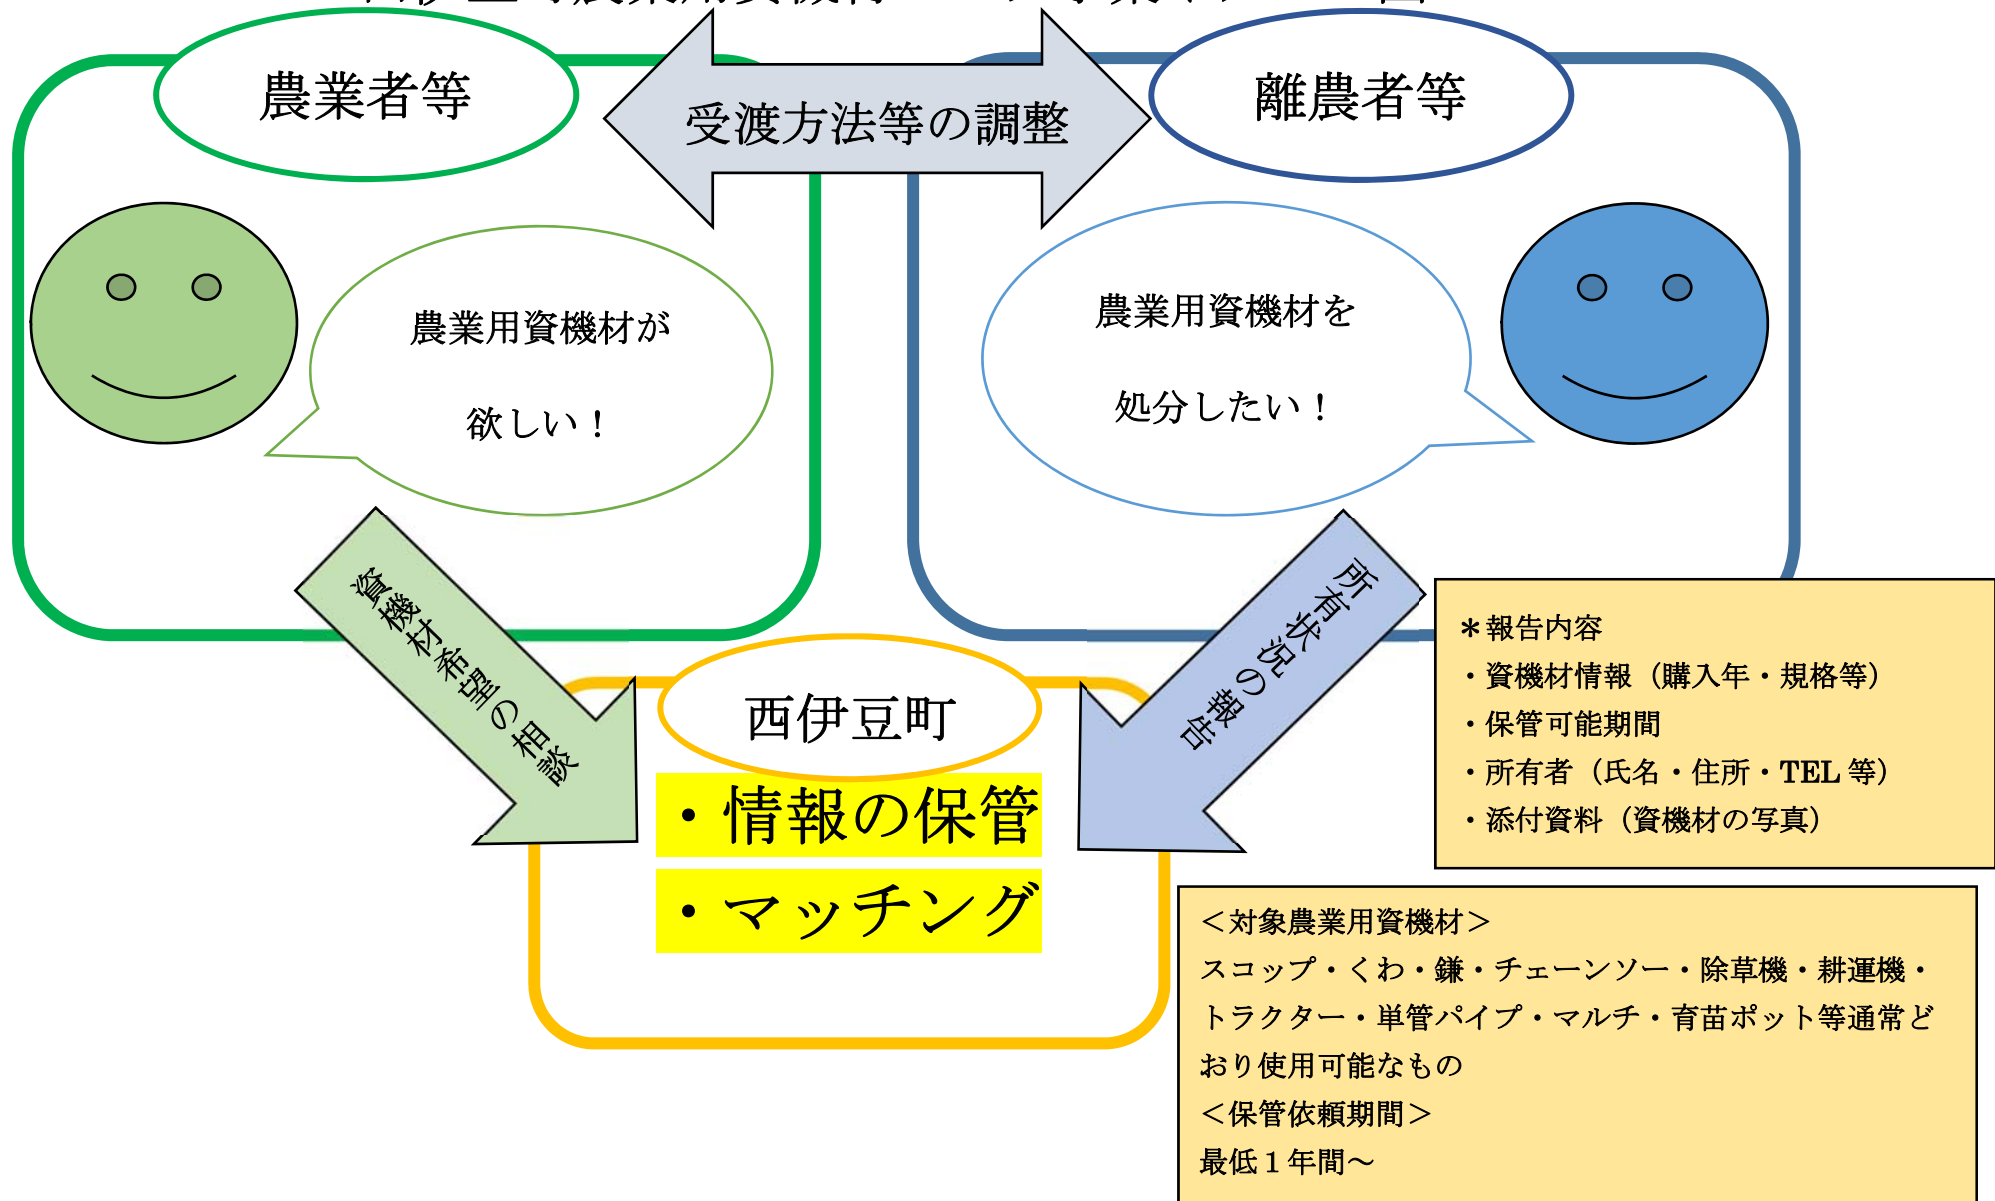 農業者等
受渡方法等の調整
離農者等
農業用資機材が
欲しい！
農業用資機材を
処分したい！
資機材希望の相談
所有状況の報告
西伊豆町
・情報の保管
・マッチング
＊報告内容
・資機材情報（購入年・規格等）
・保管可能期間
・所有者（氏名・住所・TEL 等）
・添付資料（資機材の写真）
＜対象農業用資機材＞
スコップ・くわ・鎌・チェーンソー・除草機・耕運機・
トラクター・単管パイプ・マルチ・育苗ポット等通常ど
おり使用可能なもの
＜保管依頼期間＞
最低１年間～